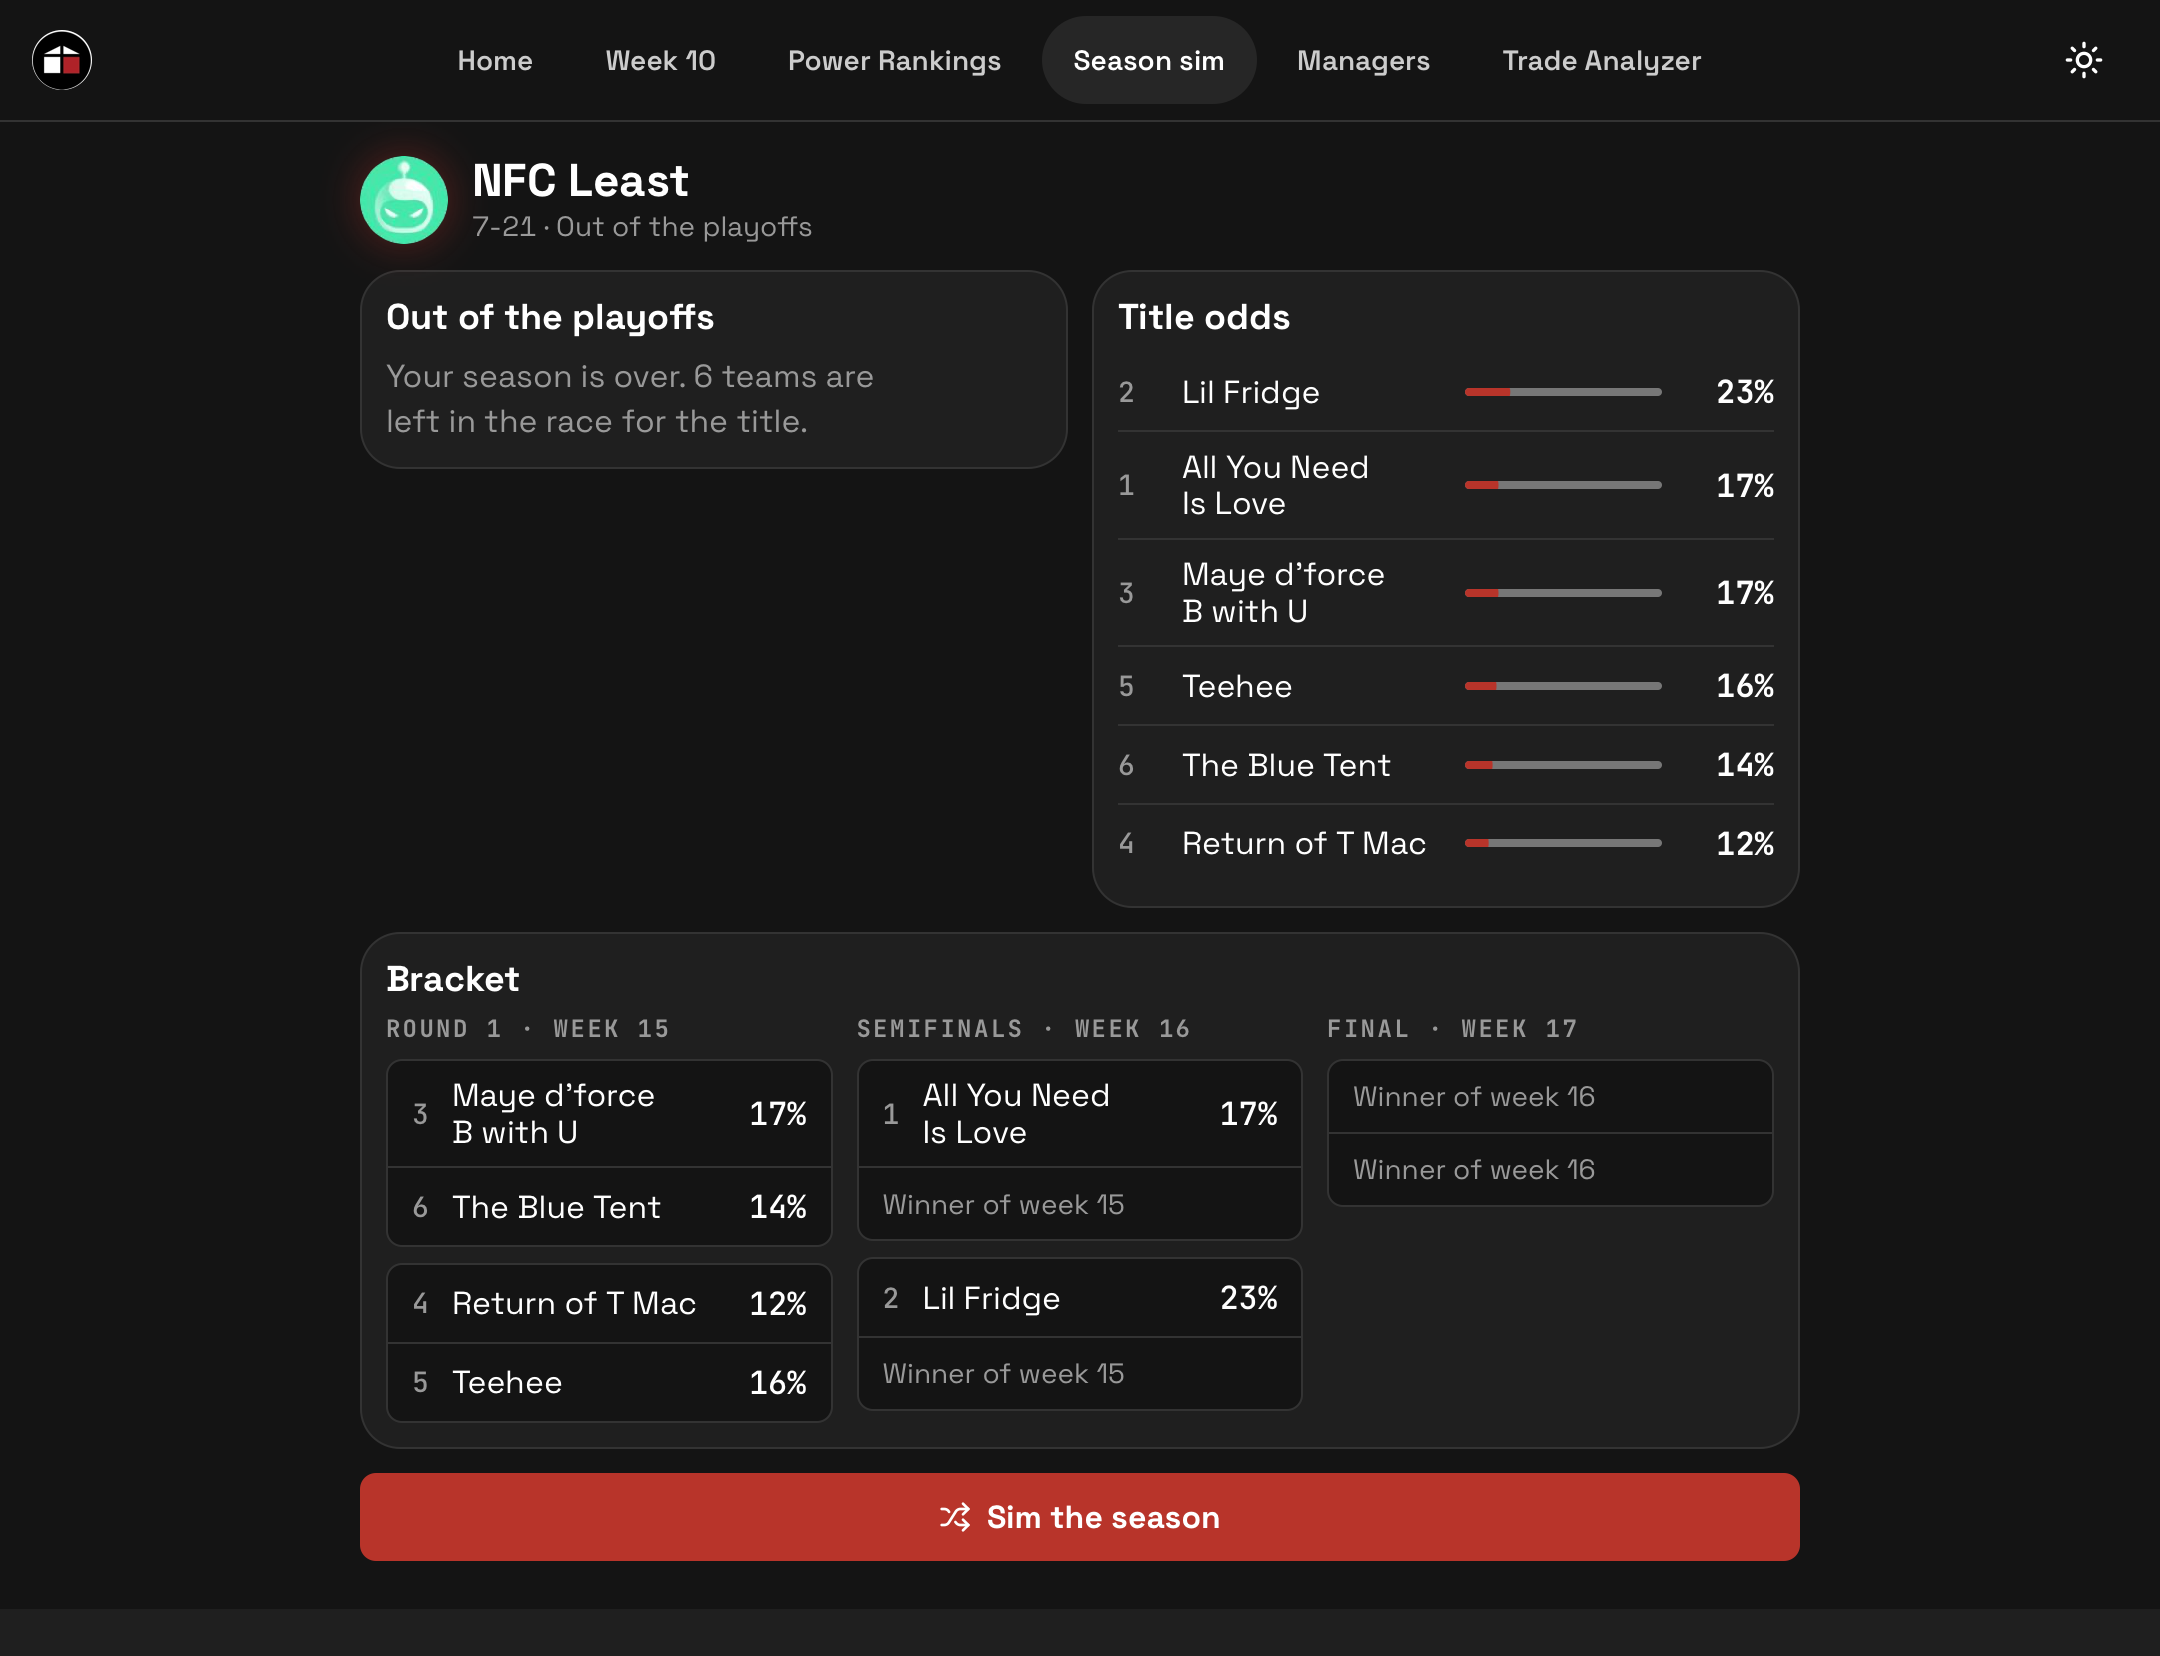 Home
Week 10
Power Rankings
Season sim
Managers
Trade Analyzer
NFC Least
7-21 · Out of the playoffs
Out of the playoffs
Your season is over. 6 teams are
left in the race for the title.
Title odds
2 Lil Fridge 23%
1 All You Need
Is Love 17%
3 Maye d’force
B with U 17%
5 Teehee 16%
6 The Blue Tent 14%
4 Return of T Mac 12%
Bracket
ROUND 1 · WEEK 15
3 Maye d’force
B with U 17%
6 The Blue Tent 14%
4 Return of T Mac 12%
5 Teehee 16%
SEMIFINALS · WEEK 16
1 All You Need
Is Love 17%
Winner of week 15
2 Lil Fridge 23%
Winner of week 15
FINAL · WEEK 17
Winner of week 16
Winner of week 16
Sim the season